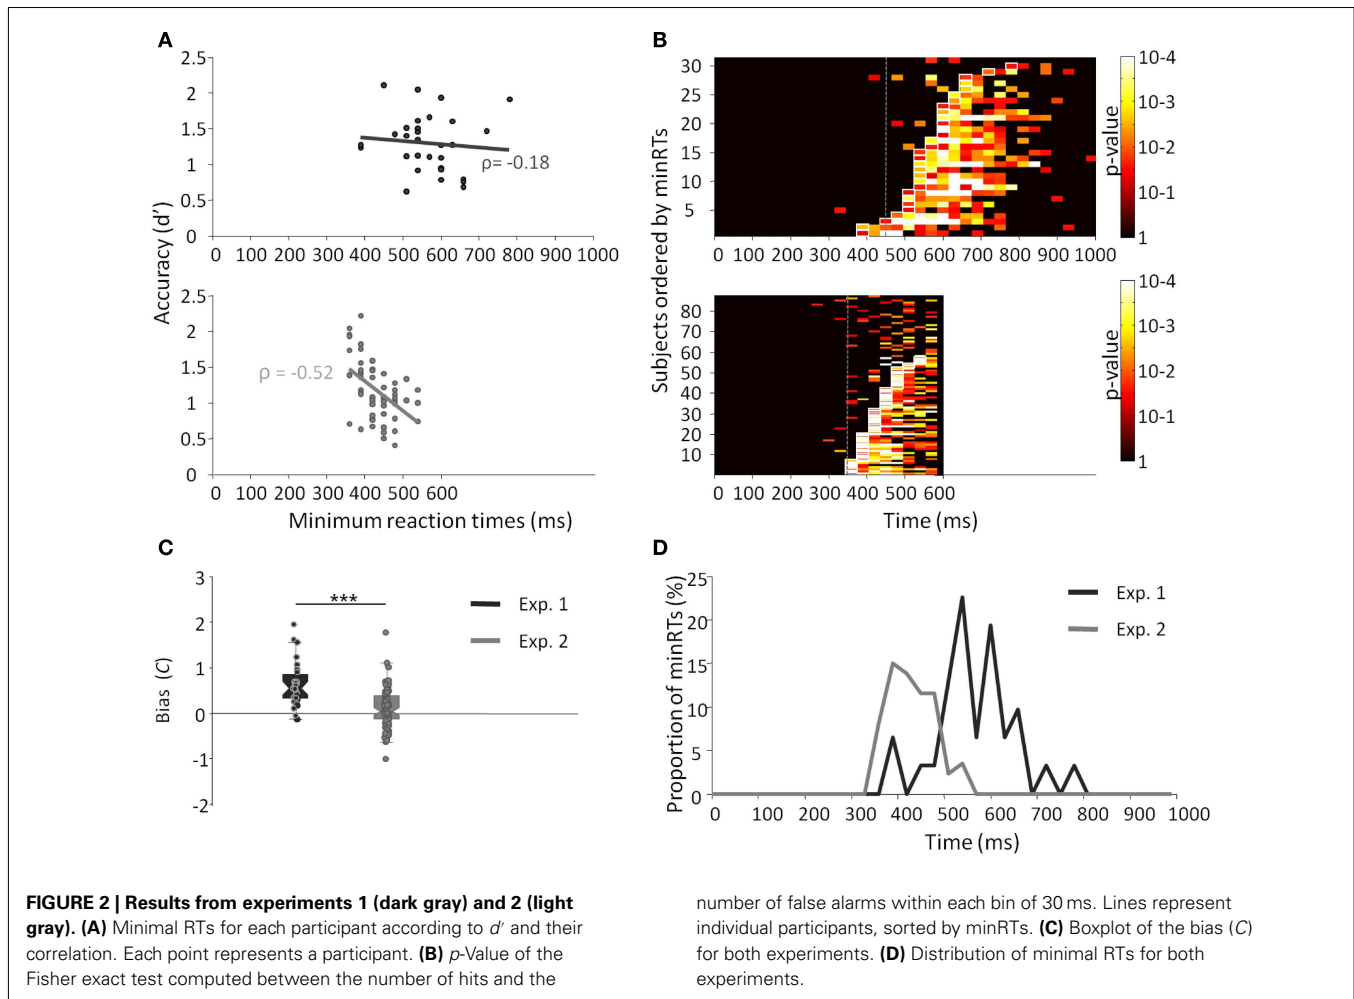 A
2.5
2
1.5
1
0.5
0
ρ= -0.18
0 100 200 300 400 500 600 700 800 900 1000
Accuracy (d')
2.5
2
1.5
1
0.5
0
ρ = -0.52
0 100 200 300 400 500 600
Minimum reaction times (ms)
B
30
25
20
15
10
5
0 100 200 300 400 500 600 700 800 900 1000
p-value
10-4
10-3
10-2
10-1
1
Subjects ordered by minRTs
80
70
60
50
40
30
20
10
0 100 200 300 400 500 600
Time (ms)
p-value
10-4
10-3
10-2
10-1
1
C
3
2
1
0
-1
-2
Bias (C)
***
Exp. 1
Exp. 2
D
25
20
15
10
5
0
Proportion of minRTs (%)
Exp. 1
Exp. 2
0 100 200 300 400 500 600 700 800 900 1000
Time (ms)
FIGURE 2 | Results from experiments 1 (dark gray) and 2 (light
gray). (A) Minimal RTs for each participant according to d′ and their
correlation. Each point represents a participant. (B) p-Value of the
Fisher exact test computed between the number of hits and the
number of false alarms within each bin of 30 ms. Lines represent
individual participants, sorted by minRTs. (C) Boxplot of the bias (C)
for both experiments. (D) Distribution of minimal RTs for both
experiments.